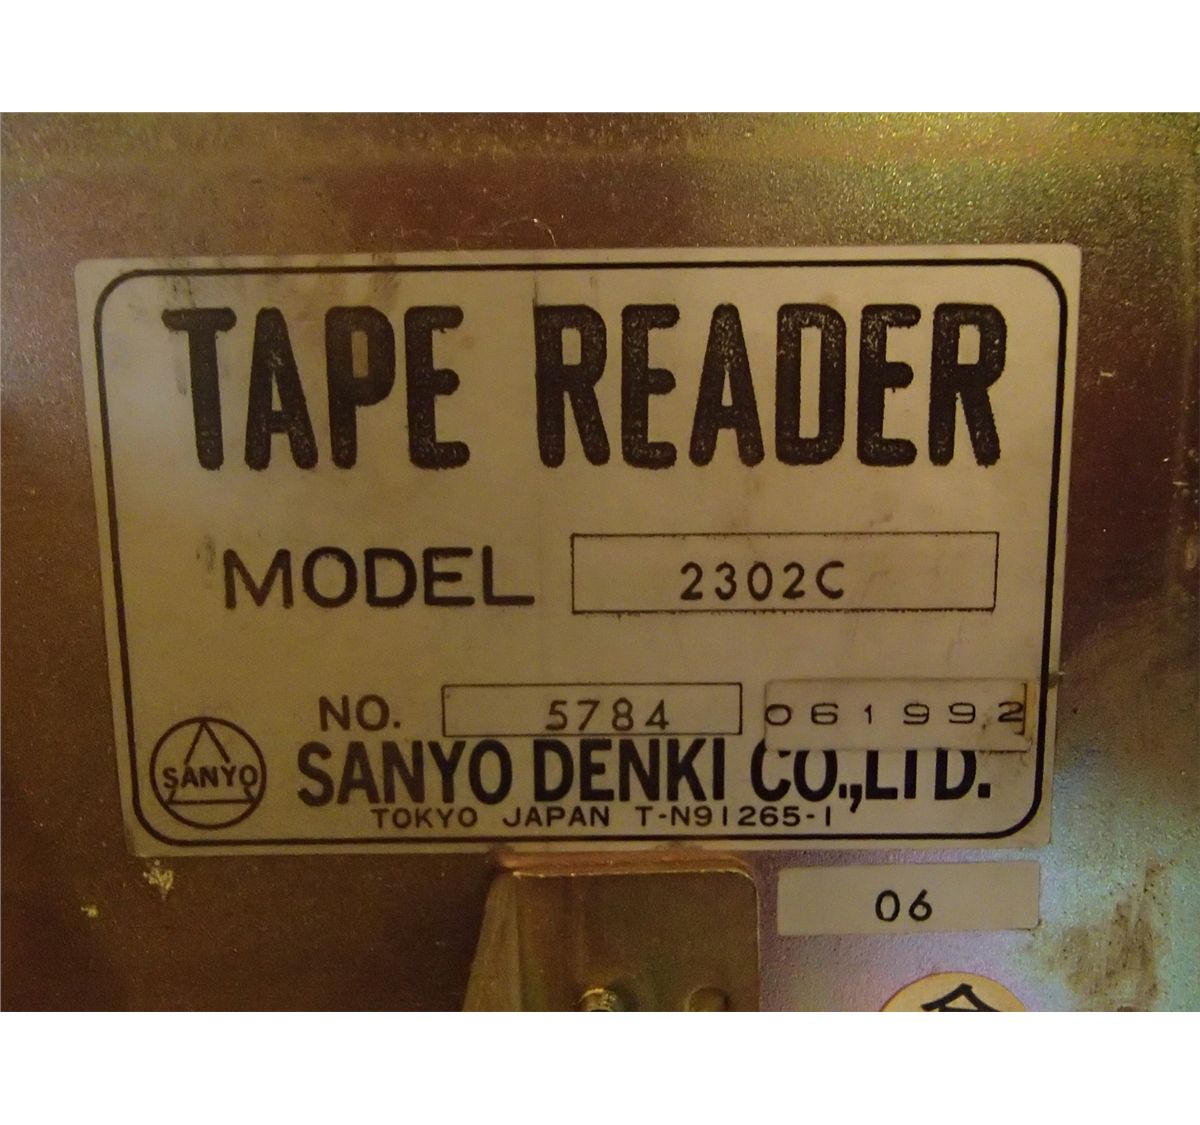 TAPE READER
MODEL 2302C
NO. 5784 061992
SANYO
SANYO DENKI CO.,LTD.
TOKYO JAPAN T-N91265-1
06